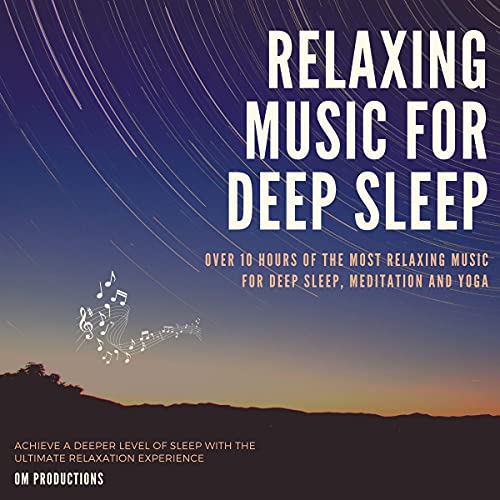 RELAXING
MUSIC FOR
DEEP SLEEP
OVER 10 HOURS OF THE MOST RELAXING MUSIC
FOR DEEP SLEEP, MEDITATION AND YOGA
ACHIEVE A DEEPER LEVEL OF SLEEP WITH THE
ULTIMATE RELAXATION EXPERIENCE
OM PRODUCTIONS